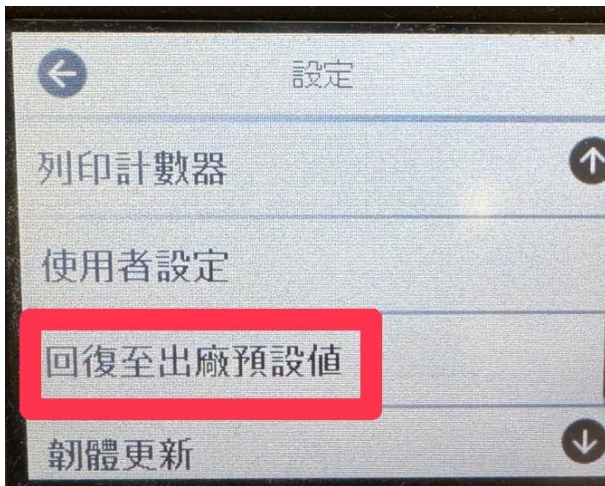 設定
列印計數器
使用者設定
回復至出廠預設值
韌體更新